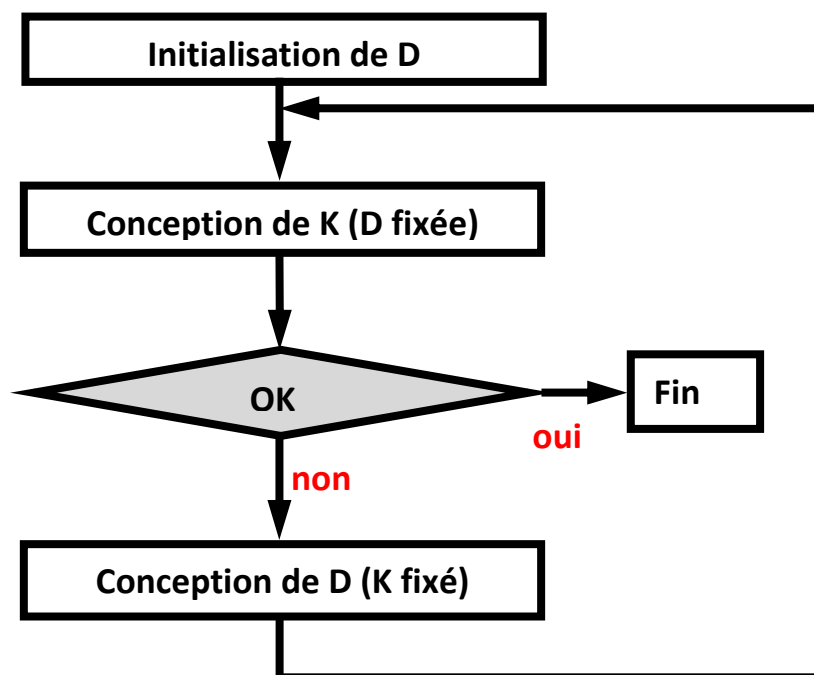 Initialisation de D
Conception de K (D fixée)
OK
Fin
oui
non
Conception de D (K fixé)